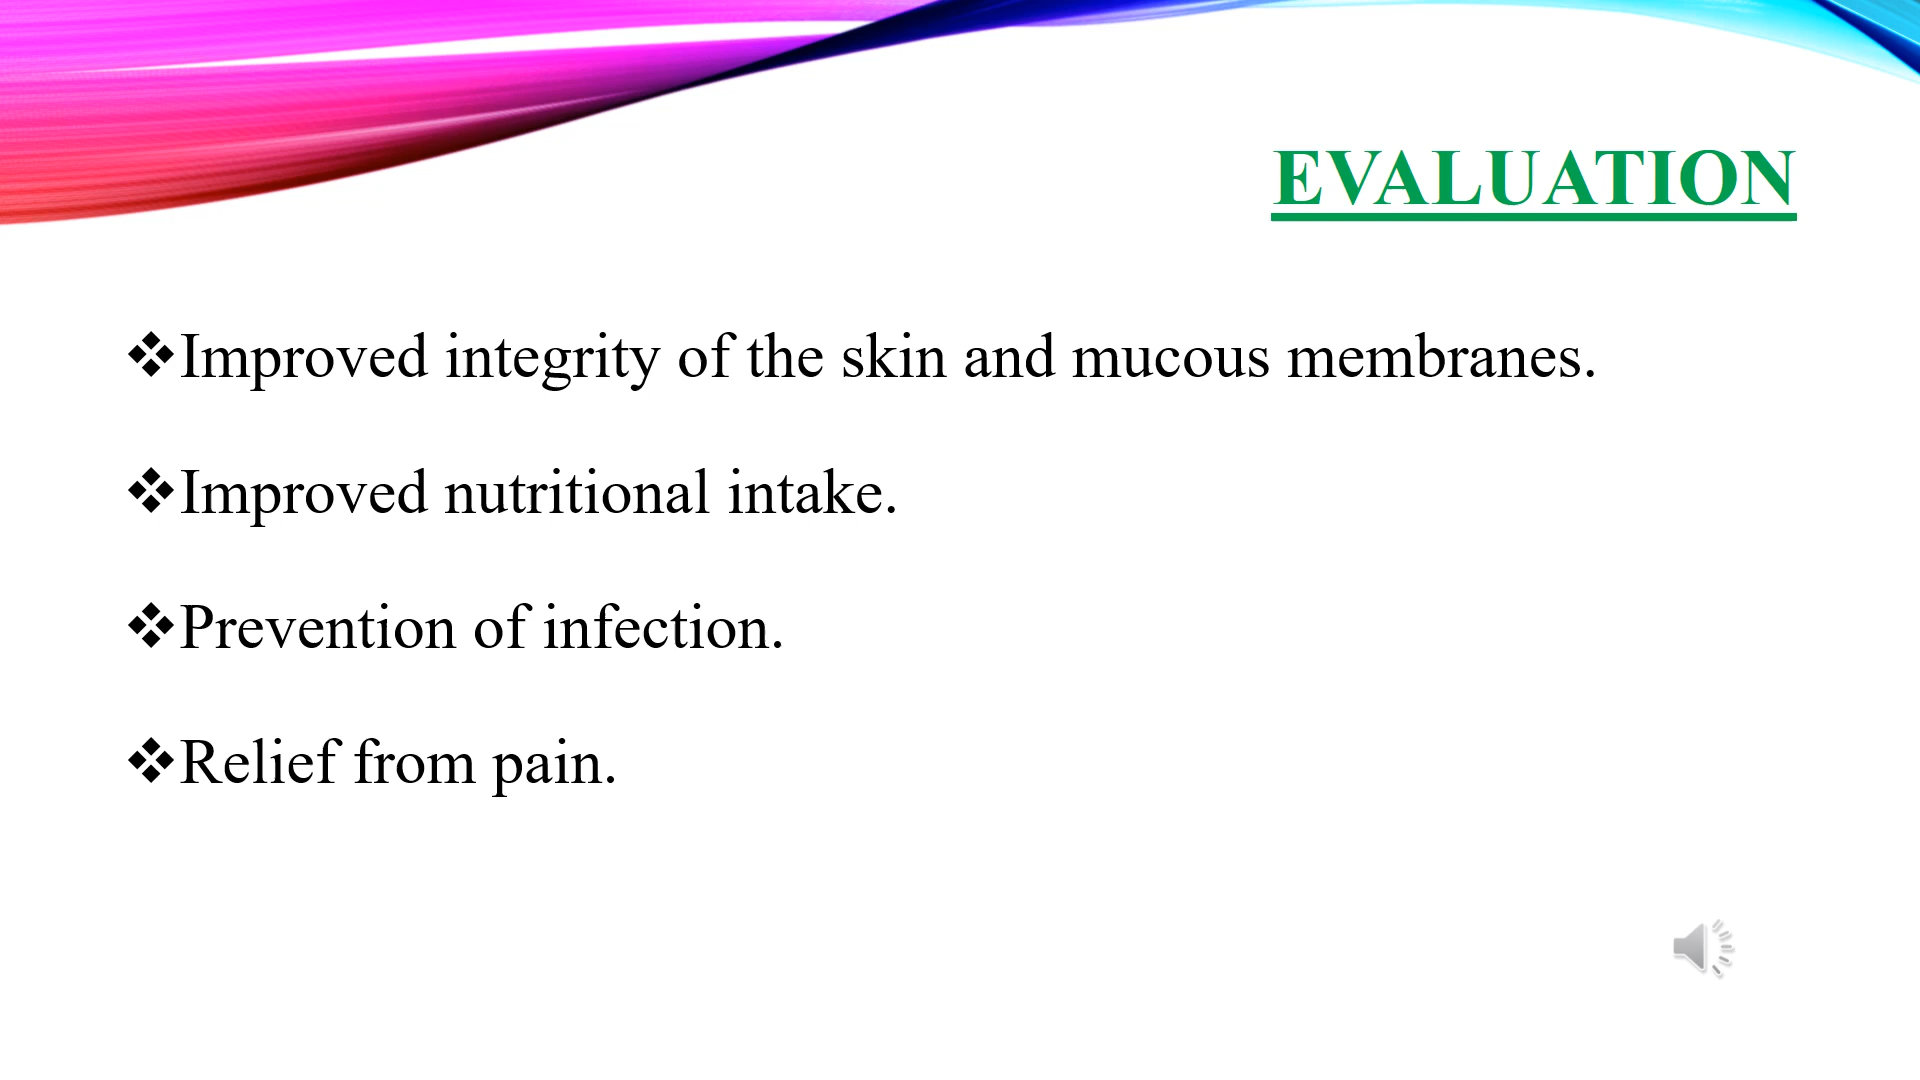 EVALUATION
❖Improved integrity of the skin and mucous membranes.
❖Improved nutritional intake.
❖Prevention of infection.
❖Relief from pain.